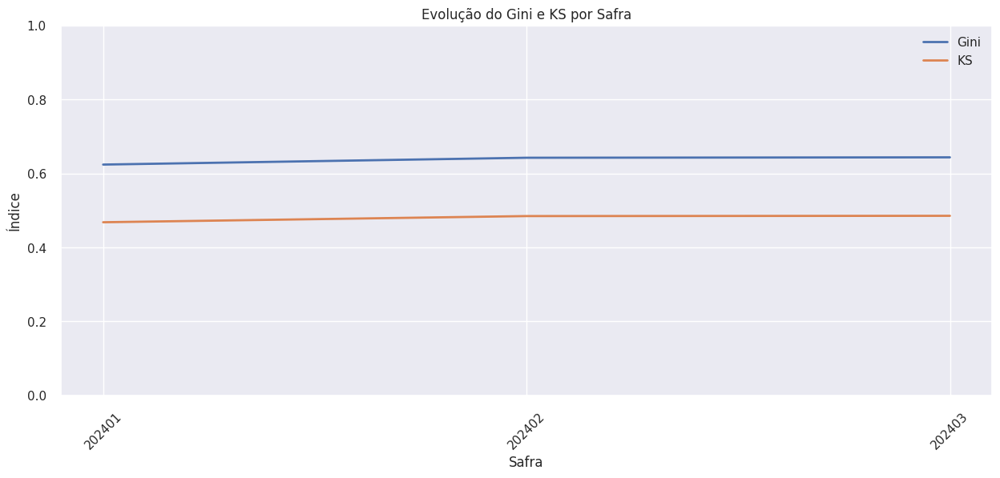 Evolução do Gini e KS por Safra
Gini
KS
Índice
1.0
0.8
0.6
0.4
0.2
0.0
202401
202402
202403
Safra